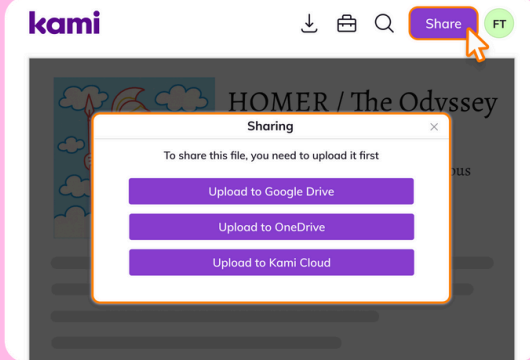 kami
Share
FT
HOMER / The Odyssey
Sharing
To share this file, you need to upload it first
Upload to Google Drive
Upload to OneDrive
Upload to Kami Cloud